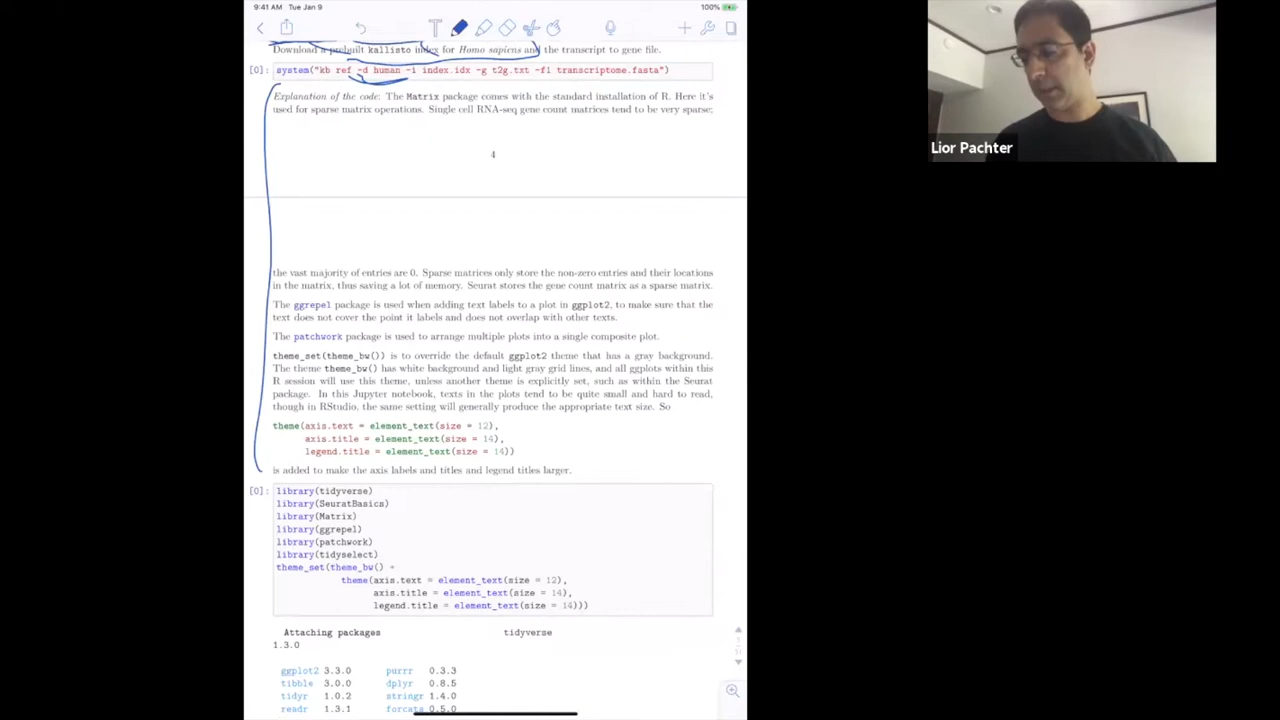 9:41 AM Tue Jan 9
100%
Download a prebuilt kallisto index for Homo sapiens and the transcript to gene file.
[0]: system("kb ref -d human -i index.idx -g t2g.txt -f1 transcriptome.fasta")
Explanation of the code: The Matrix package comes with the standard installation of R. Here it's
used for sparse matrix operations. Single cell RNA-seq gene count matrices tend to be very sparse;
4
the vast majority of entries are 0. Sparse matrices only store the non-zero entries and their locations
in the matrix, thus saving a lot of memory. Seurat stores the gene count matrix as a sparse matrix.
The ggrepel package is used when adding text labels to a plot in ggplot2, to make sure that the
text does not cover the point it labels and does not overlap with other texts.
The patchwork package is used to arrange multiple plots into a single composite plot.
theme_set(theme_bw()) is to override the default ggplot2 theme that has a gray background.
The theme theme_bw() has white background and light gray grid lines, and all ggplots within this
R session will use this theme, unless another theme is explicitly set, such as within the Seurat
package. In this Jupyter notebook, texts in the plots tend to be quite small and hard to read,
though in RStudio, the same setting will generally produce the appropriate text size. So
theme(axis.text = element_text(size = 12),
axis.title = element_text(size = 14),
legend.title = element_text(size = 14))
is added to make the axis labels and titles and legend titles larger.
[0]: library(tidyverse)
library(SeuratBasics)
library(Matrix)
library(ggrepel)
library(patchwork)
library(tidyselect)
theme_set(theme_bw() +
theme(axis.text = element_text(size = 12),
axis.title = element_text(size = 14),
legend.title = element_text(size = 14)))
Attaching packages tidyverse
1.3.0
ggplot2 3.3.0 purrr 0.3.3
tibble 3.0.0 dplyr 0.8.5
tidyr 1.0.2 stringr 1.4.0
readr 1.3.1 forcats 0.5.0
Lior Pachter